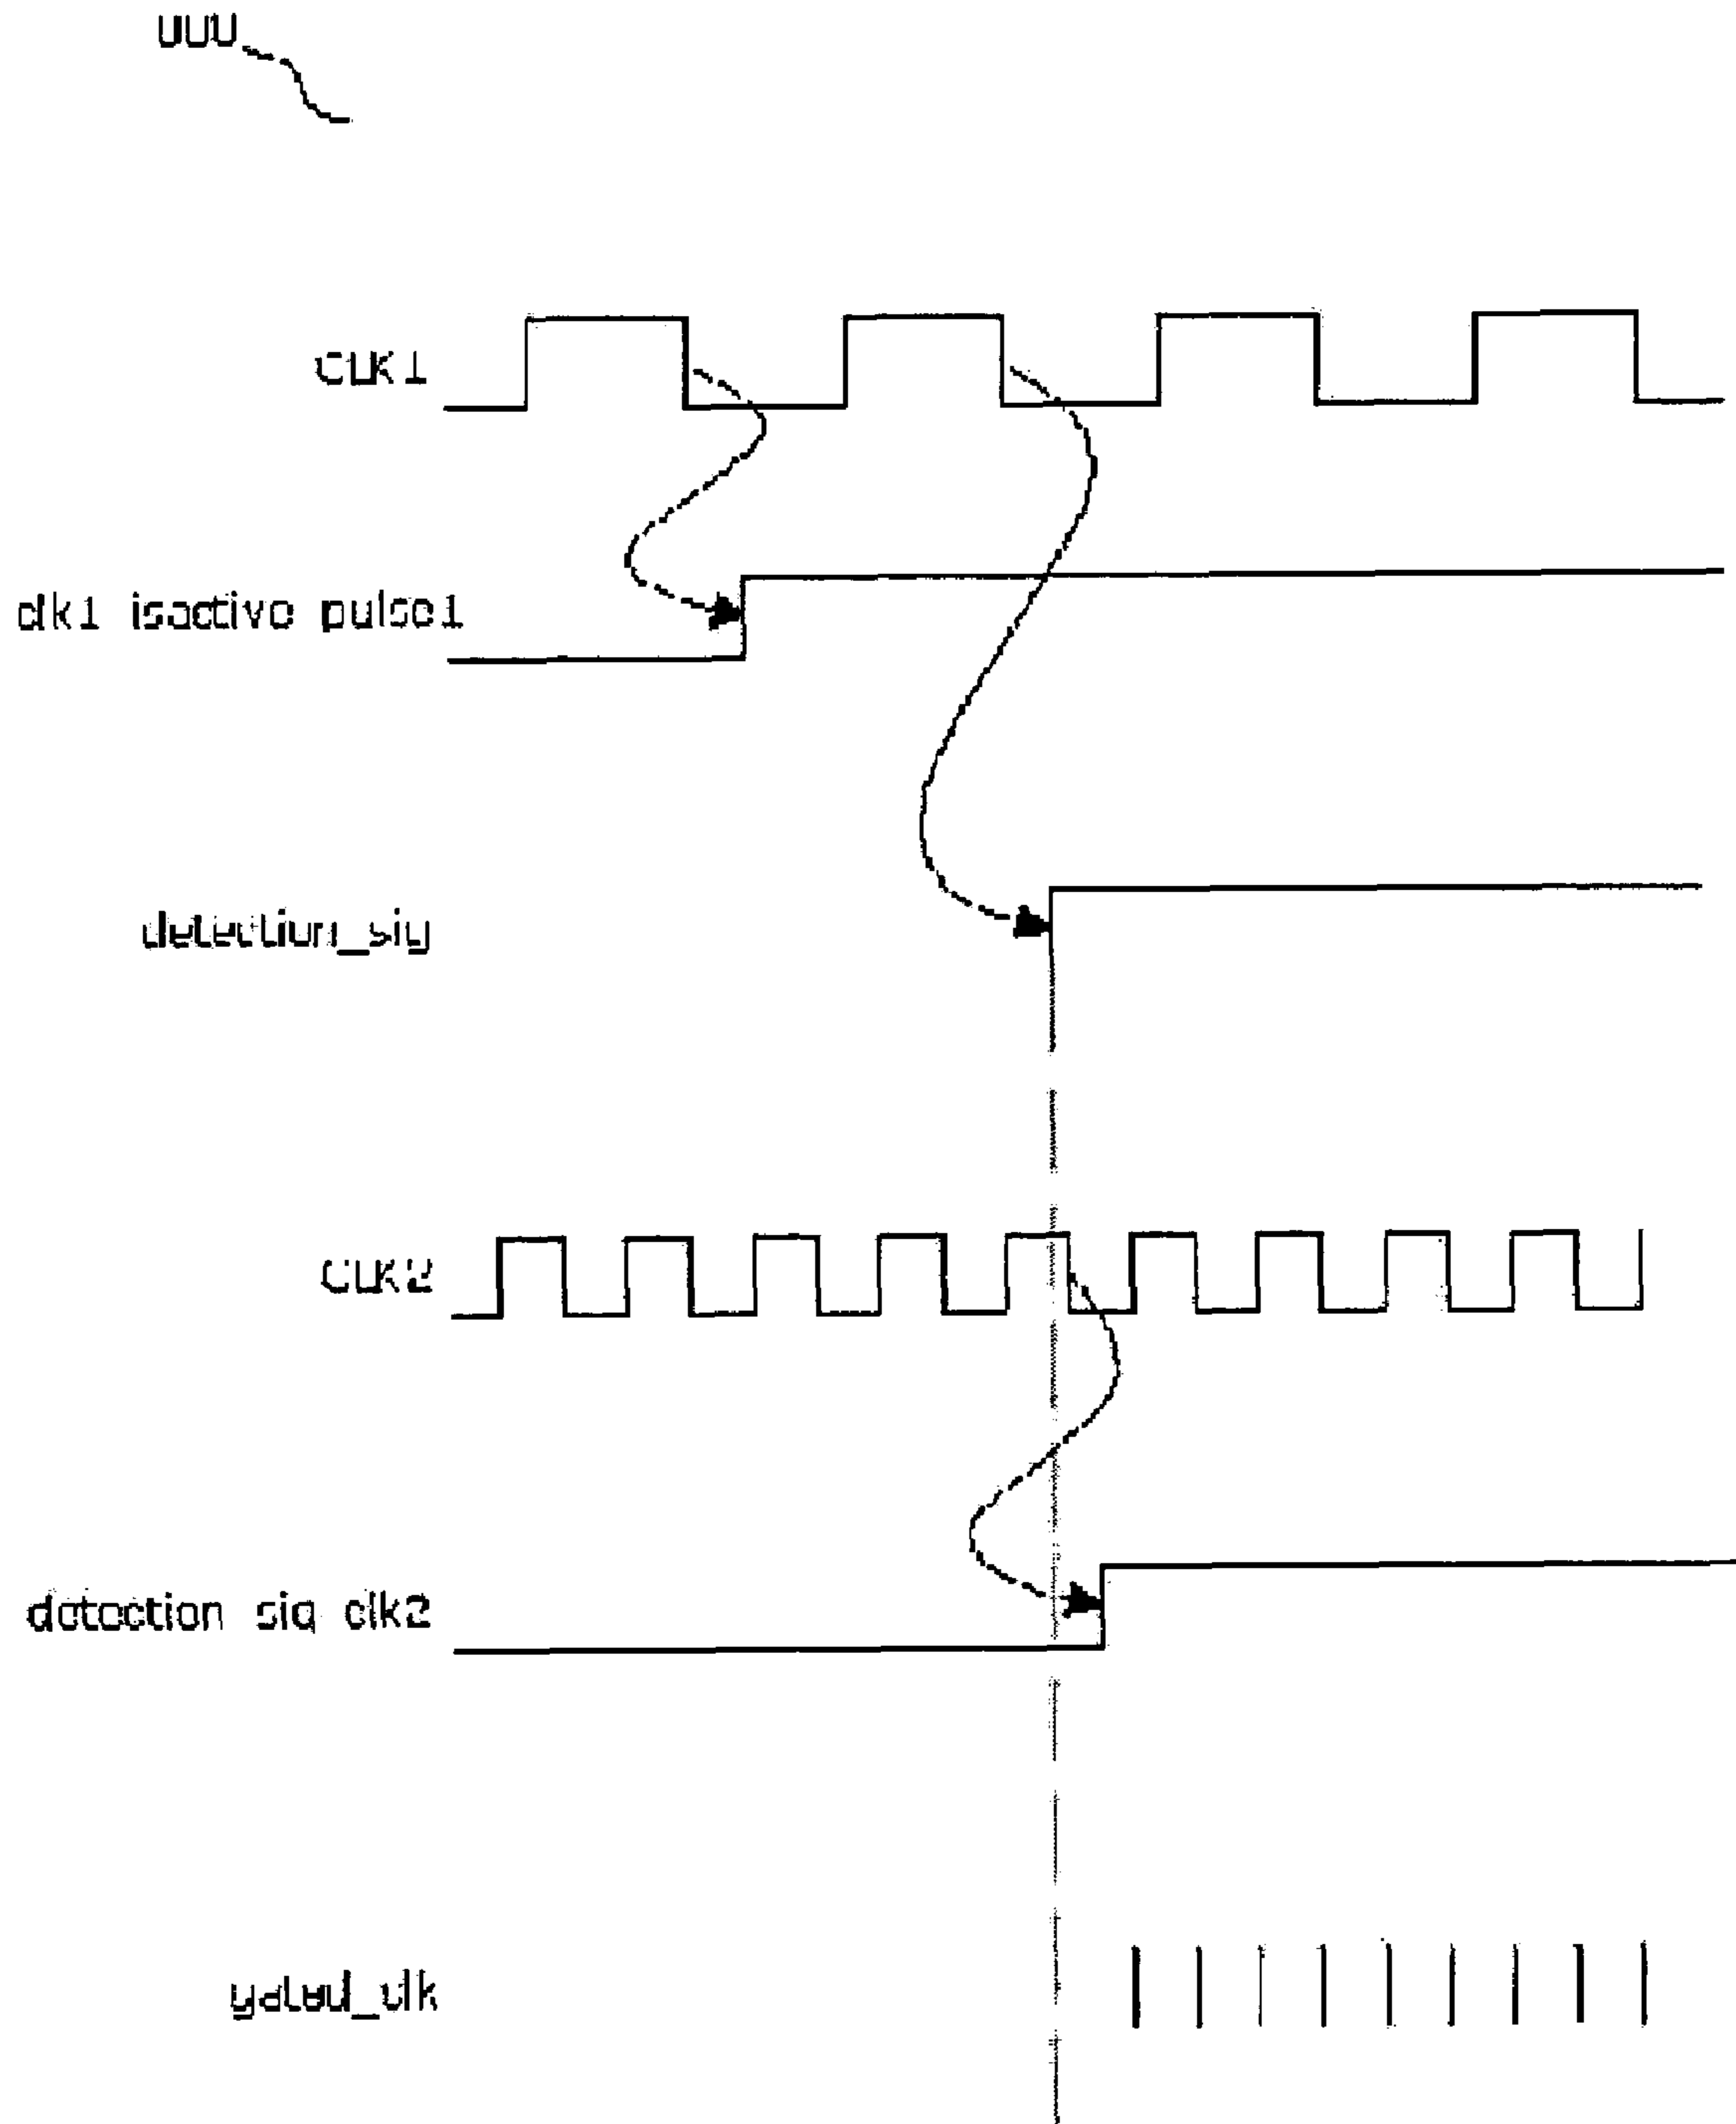 CLK1
clk1 isactive pulse1
detection_sig
CLK2
detection sig clk2
gated_clk